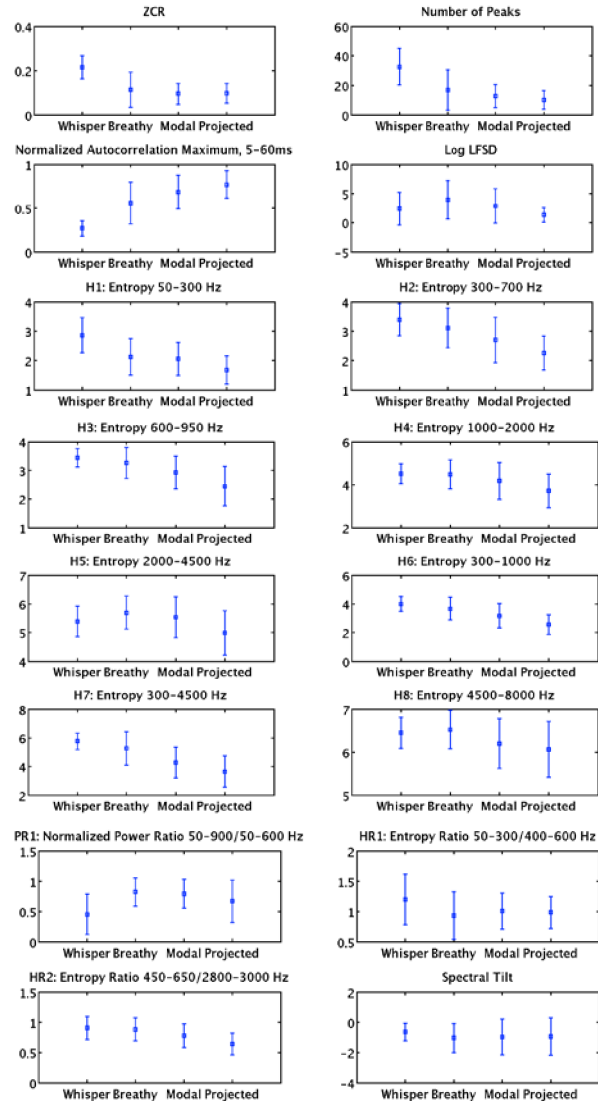 ZCR
0.4
0.2
0
Whisper Breathy Modal Projected
Number of Peaks
60
40
20
0
Whisper Breathy Modal Projected
Normalized Autocorrelation Maximum, 5-60ms
1
0.5
0
Whisper Breathy Modal Projected
Log LFSD
10
5
0
-5
Whisper Breathy Modal Projected
H1: Entropy 50-300 Hz
4
3
2
1
Whisper Breathy Modal Projected
H2: Entropy 300-700 Hz
4
3
2
1
Whisper Breathy Modal Projected
H3: Entropy 600-950 Hz
4
3
2
1
Whisper Breathy Modal Projected
H4: Entropy 1000-2000 Hz
6
4
2
Whisper Breathy Modal Projected
H5: Entropy 2000-4500 Hz
7
6
5
4
Whisper Breathy Modal Projected
H6: Entropy 300-1000 Hz
6
4
2
0
Whisper Breathy Modal Projected
H7: Entropy 300-4500 Hz
8
6
4
2
Whisper Breathy Modal Projected
H8: Entropy 4500-8000 Hz
7
6
5
Whisper Breathy Modal Projected
PR1: Normalized Power Ratio 50-900/50-600 Hz
1.5
1
0.5
0
Whisper Breathy Modal Projected
HR1: Entropy Ratio 50-300/400-600 Hz
2
1.5
1
0.5
Whisper Breathy Modal Projected
HR2: Entropy Ratio 450-650/2800-3000 Hz
1.5
1
0.5
0
Whisper Breathy Modal Projected
Spectral Tilt
2
0
-2
-4
Whisper Breathy Modal Projected